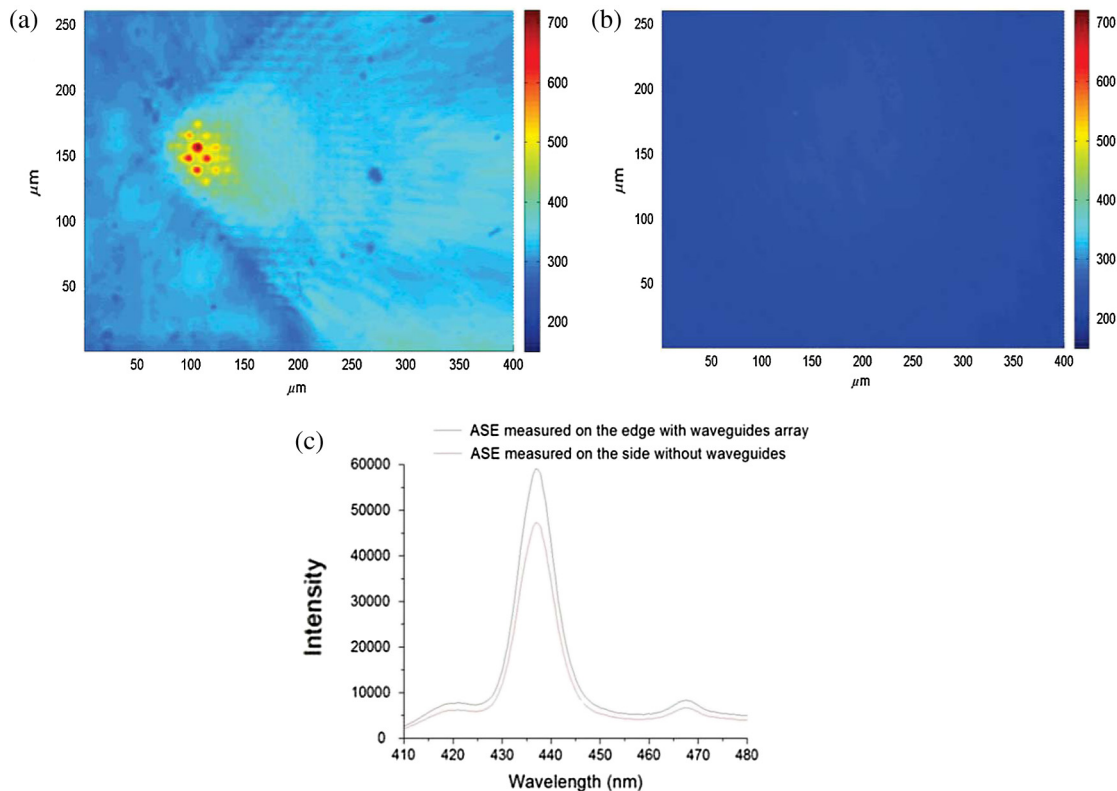 (a)
250
200
150
100
50
μm
50 100 150 200 250 300 350 400
μm
700
600
500
400
300
200
(b)
250
200
150
100
50
μm
50 100 150 200 250 300 350 400
μm
700
600
500
400
300
200
(c)
ASE measured on the edge with waveguides array
ASE measured on the side without waveguides
60000
50000
40000
30000
20000
10000
0
Intensity
410 420 430 440 450 460 470 480
Wavelength (nm)